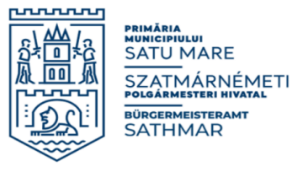 PRIMĂRIA
MUNICIPIULUI
SATU MARE
SZATMÁRNÉMETI
POLGÁRMESTERI HIVATAL
BÜRGERMEISTERAMT
SATHMAR